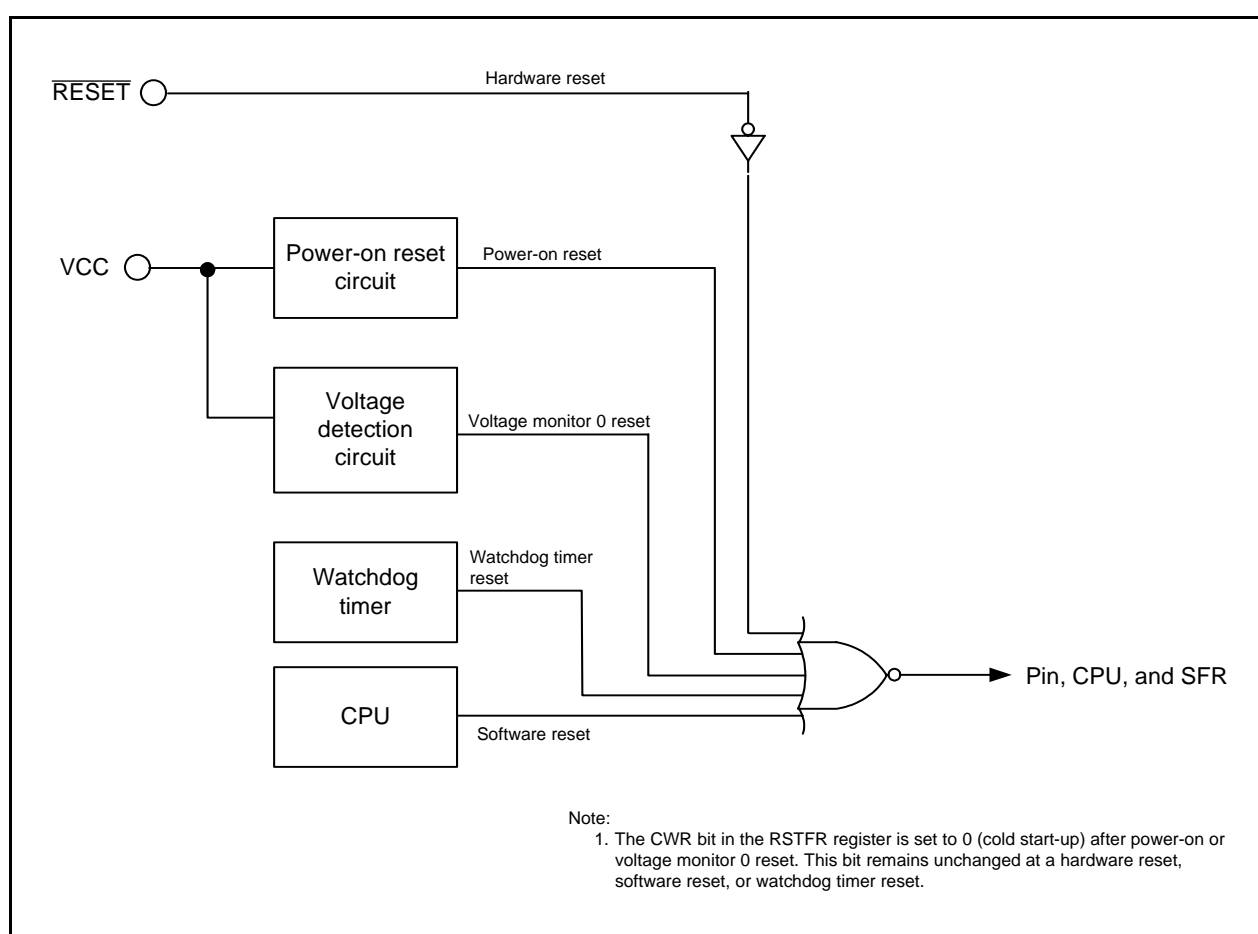 RESET
Hardware reset
VCC
Power-on reset
circuit
Power-on reset
Voltage
detection
circuit
Voltage monitor 0 reset
Watchdog
timer
Watchdog timer
reset
CPU
Software reset
Pin, CPU, and SFR
Note:
1. The CWR bit in the RSTFR register is set to 0 (cold start-up) after power-on or
voltage monitor 0 reset. This bit remains unchanged at a hardware reset,
software reset, or watchdog timer reset.